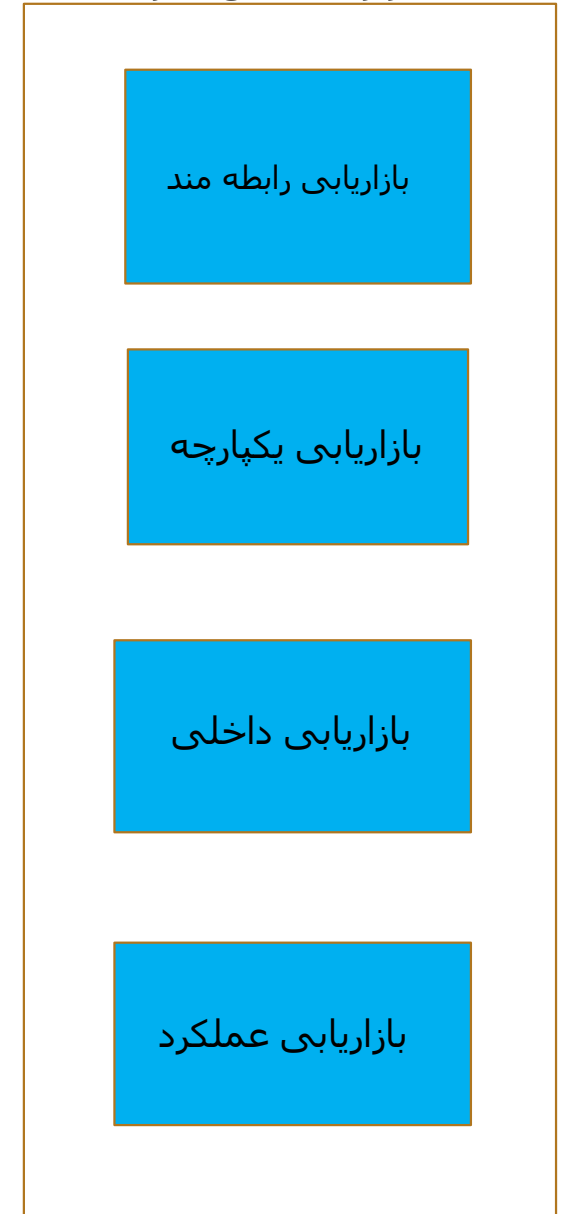 بازاریابی رابطه مند
بازاریابی یکپارچه
بازاریابی داخلی
بازاریابی عملکرد